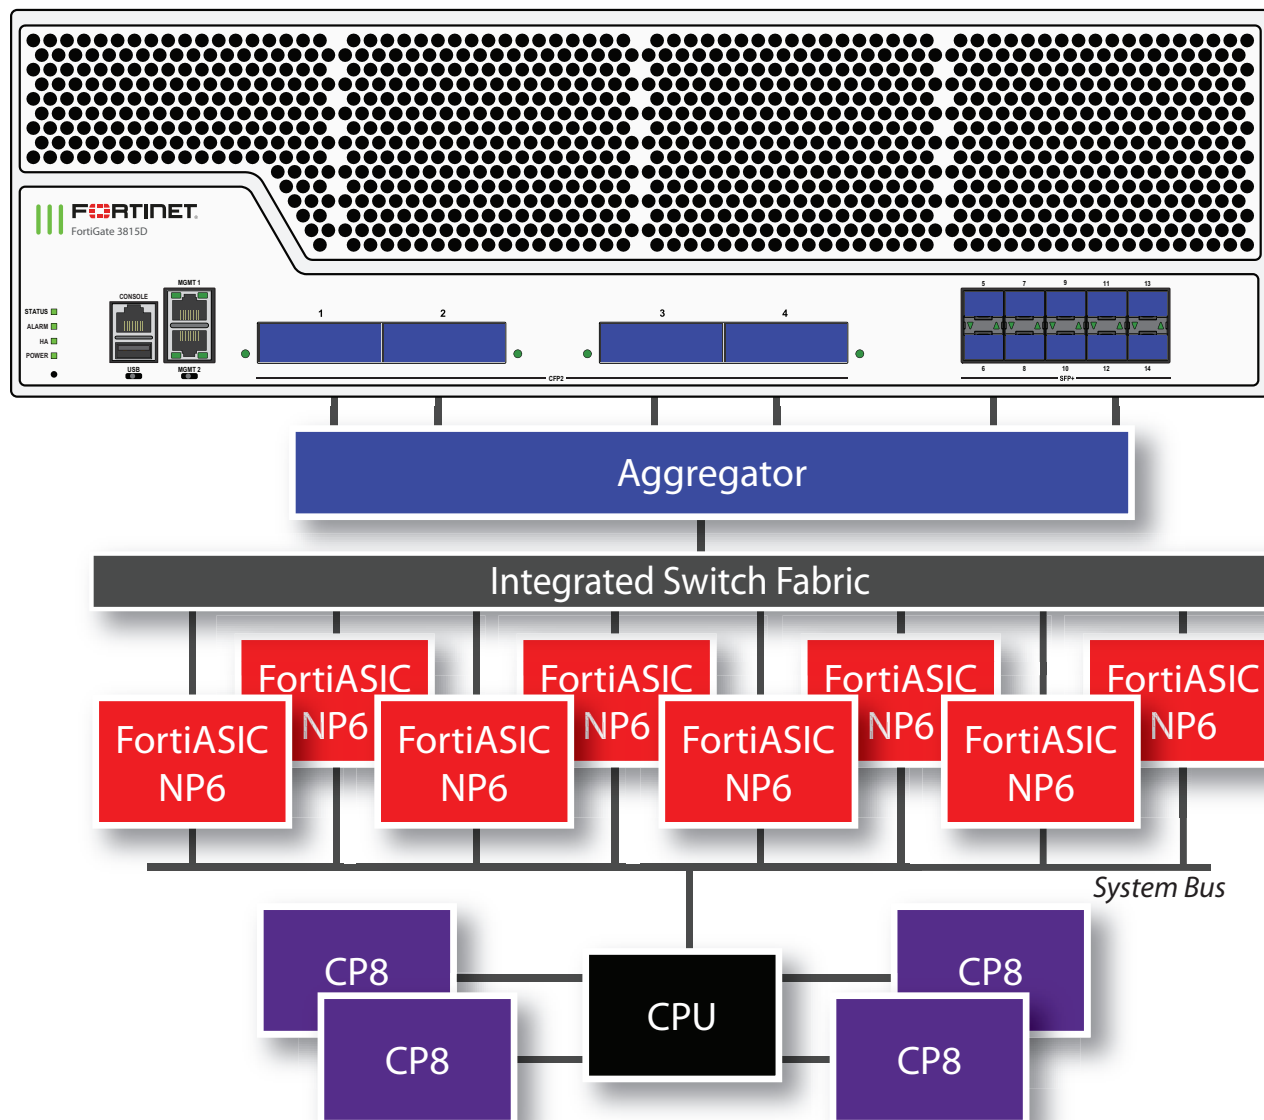 FORTINET
FortiGate 3815D
STATUS
ALARM
HA
POWER
CONSOLE
USB
MGMT 1
MGMT 2
1
2
3
4
CFP2
5 7 9 11 13
6 8 10 12 14
SFP+
Aggregator
Integrated Switch Fabric
FortiASIC
NP6
FortiASIC
NP6
FortiASIC
NP6
FortiASIC
NP6
FortiASIC
NP6
FortiASIC
NP6
FortiASIC
NP6
FortiASIC
NP6
System Bus
CP8
CP8
CPU
CP8
CP8